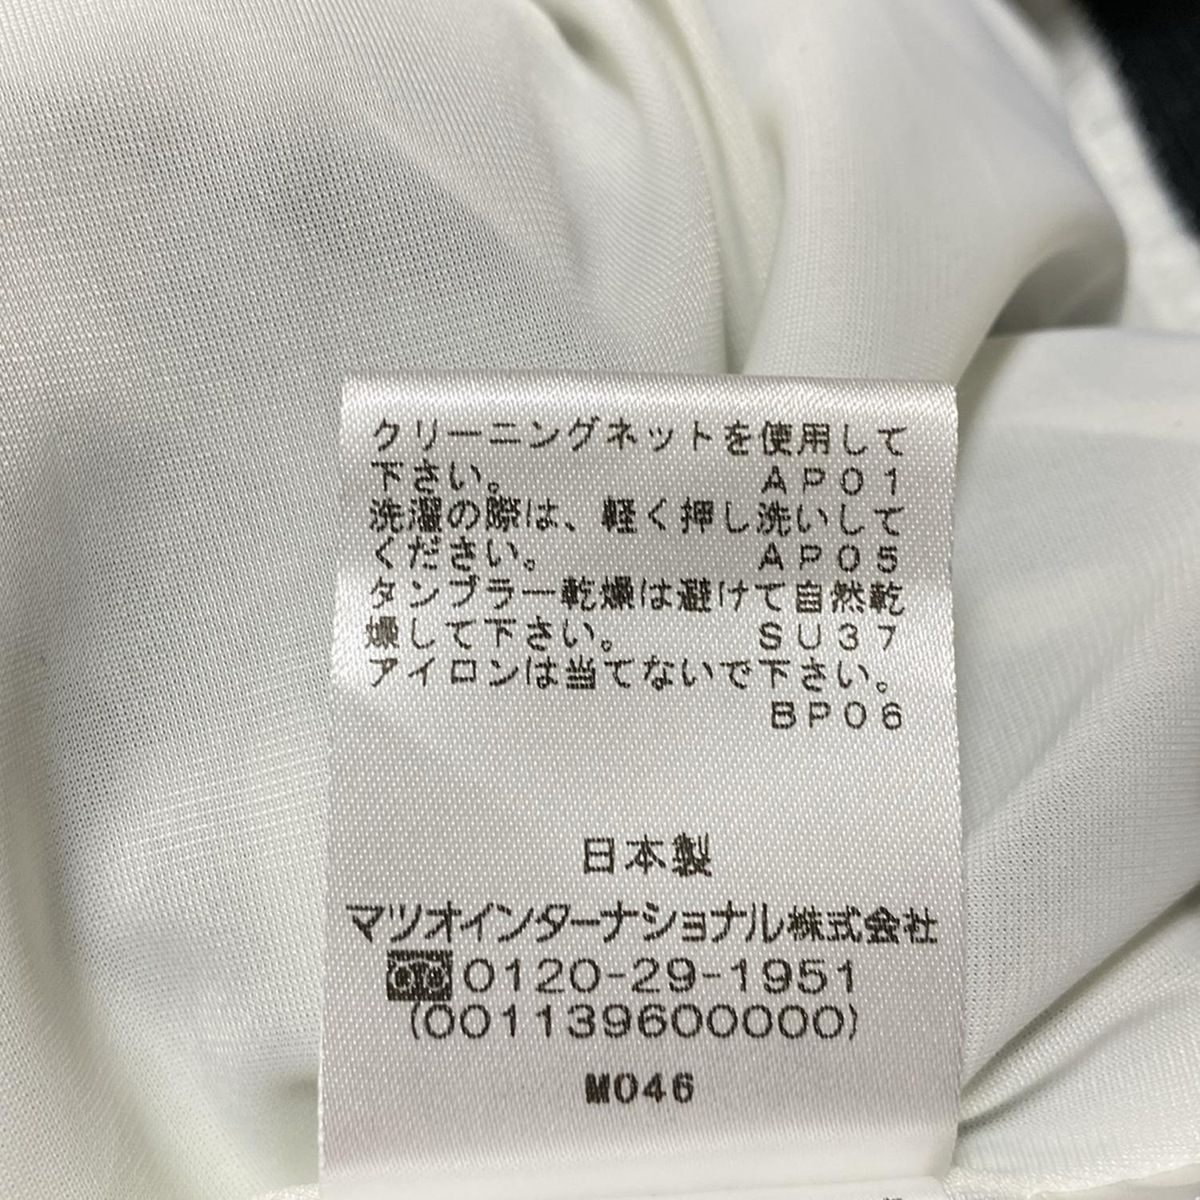 クリーニングネットを使用して
下さい。 AP01
洗濯の際は、軽く押し洗いして
ください。 AP05
タンブラー乾燥は避けて自然乾
燥して下さい。 SU37
アイロンは当てないで下さい。
BP06
日本製
マツオインターナショナル株式会社
0120-29-1951
(001139600000)
M046